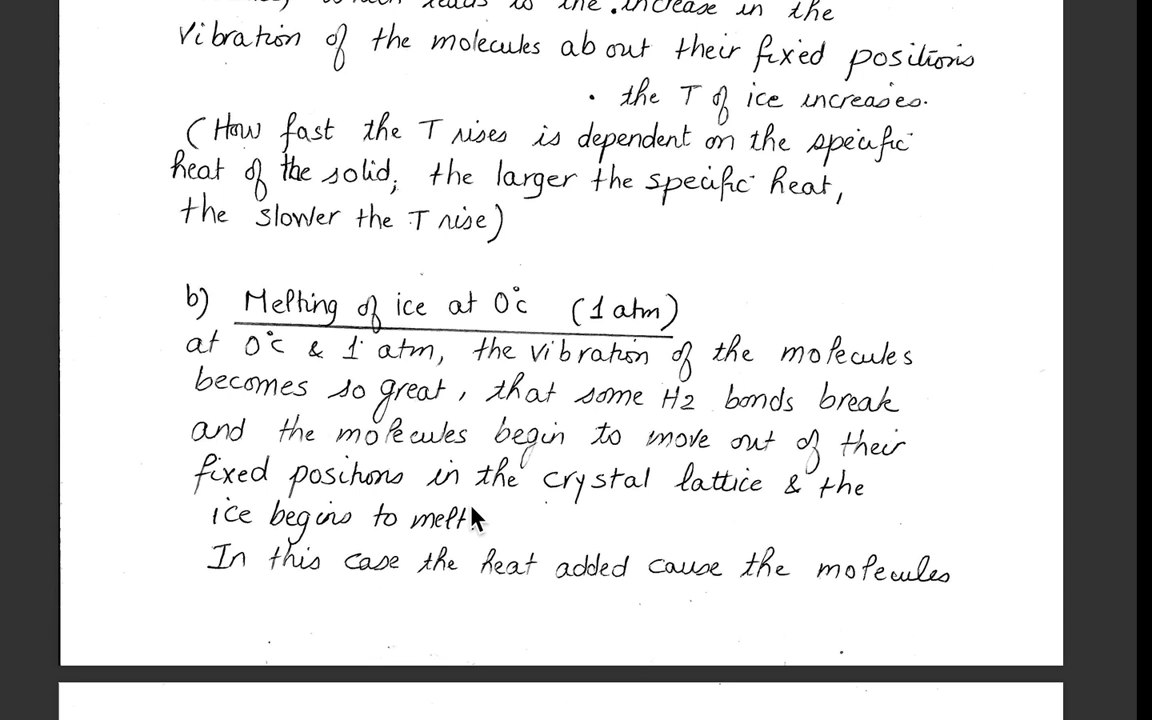 the increase in the
vibration of the molecules about their fixed positions
. the T of ice increases.
(How fast the T rises is dependent on the specific
heat of the solid, the larger the specific heat,
the slower the T rise)
b) Melting of ice at 0°c (1 atm)
at 0°c & 1 atm, the vibration of the molecules
becomes so great, that some H2 bonds break
and the molecules begin to move out of their
fixed positions in the crystal lattice & the
ice begins to melt
In this case the heat added cause the molecules